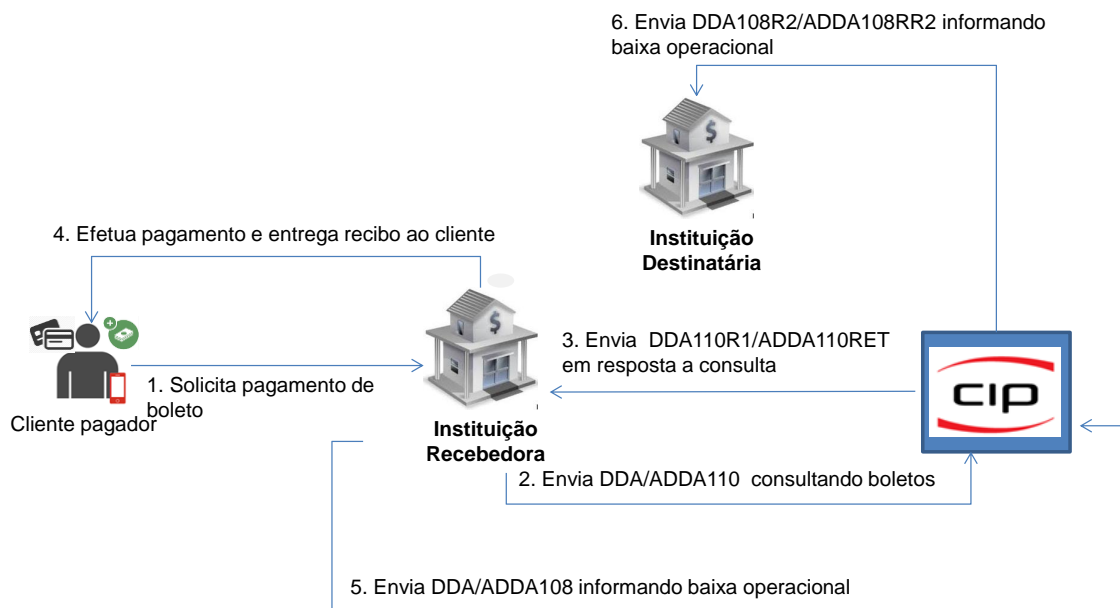 6. Envia DDA108R2/ADDA108RR2 informando
baixa operacional
$
Instituição
Destinatária
4. Efetua pagamento e entrega recibo ao cliente
$
3. Envia DDA110R1/ADDA110RET
em resposta a consulta
cip
1. Solicita pagamento de
boleto
Cliente pagador
Instituição
Recebedora
2. Envia DDA/ADDA110 consultando boletos
5. Envia DDA/ADDA108 informando baixa operacional